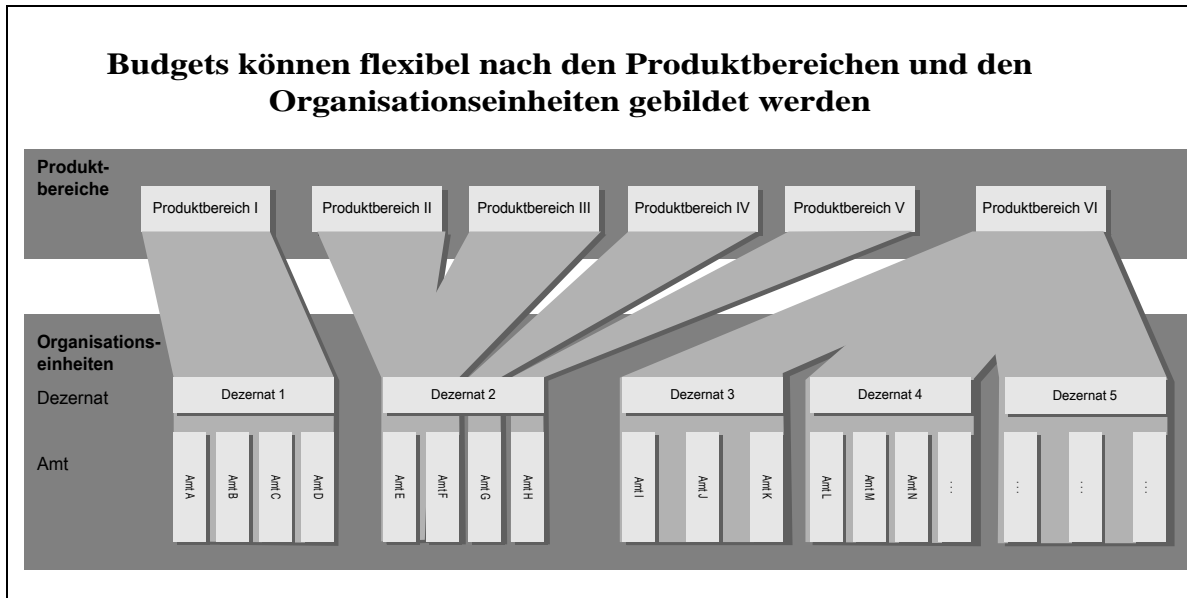 Budgets können flexibel nach den Produktbereichen und den
Organisationseinheiten gebildet werden
Produkt-
bereiche
Produktbereich I
Produktbereich II
Produktbereich III
Produktbereich IV
Produktbereich V
Produktbereich VI
Organisations-
einheiten
Dezernat
Dezernat 1
Dezernat 2
Dezernat 3
Dezernat 4
Dezernat 5
Amt
Amt A
Amt B
Amt C
Amt D
Amt E
Amt F
Amt G
Amt H
Amt I
Amt J
Amt K
Amt L
Amt M
Amt N
. . .
. . .
. . .
. . .